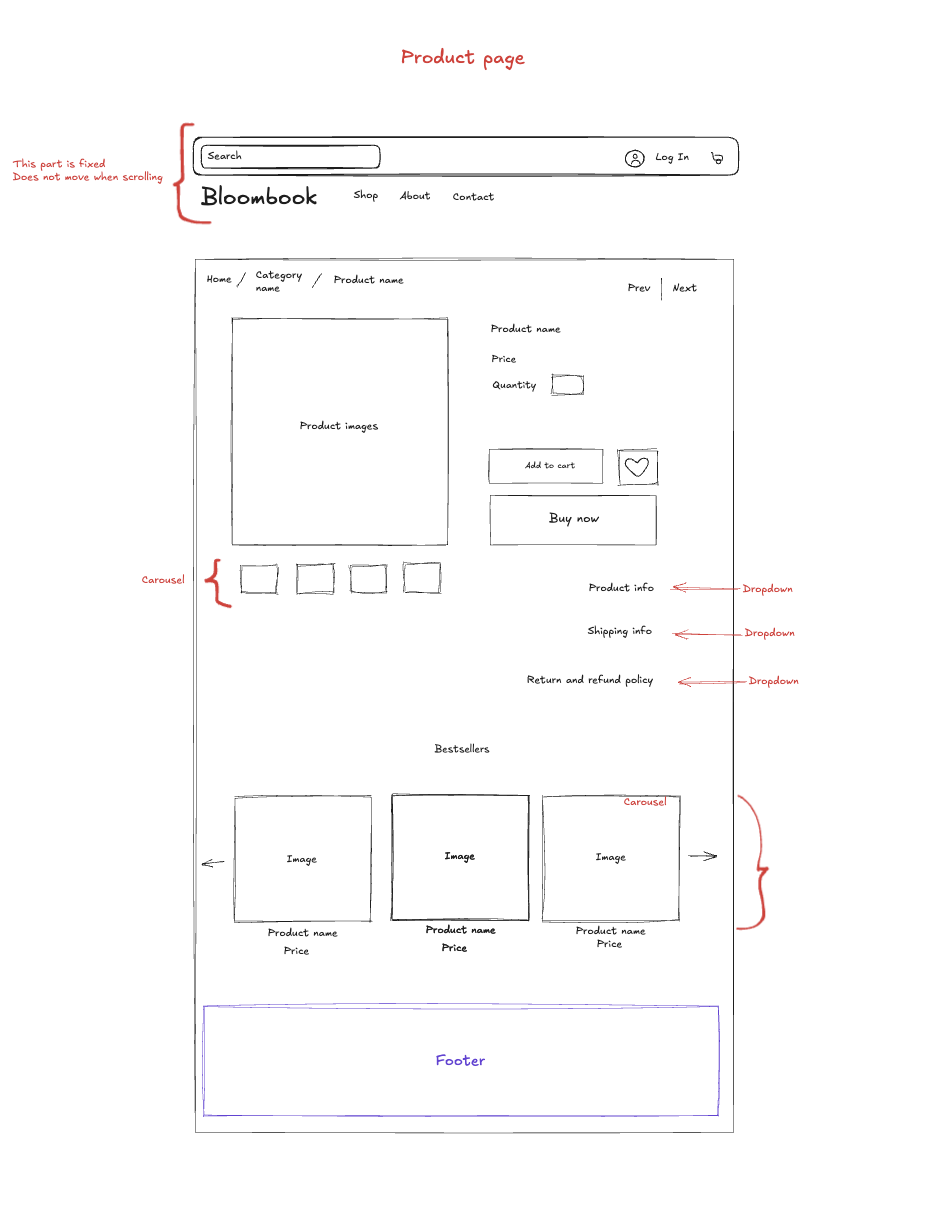 Product page
This part is fixed
Does not move when scrolling
Search
Log In
Bloombook
Shop
About
Contact
Home / Category name / Product name
Prev | Next
Product images
Product name
Price
Quantity
Add to cart
Buy now
Carousel
Product info
Dropdown
Shipping info
Dropdown
Return and refund policy
Dropdown
Bestsellers
Carousel
Image
Image
Image
Product name
Price
Product name
Price
Product name
Price
Footer